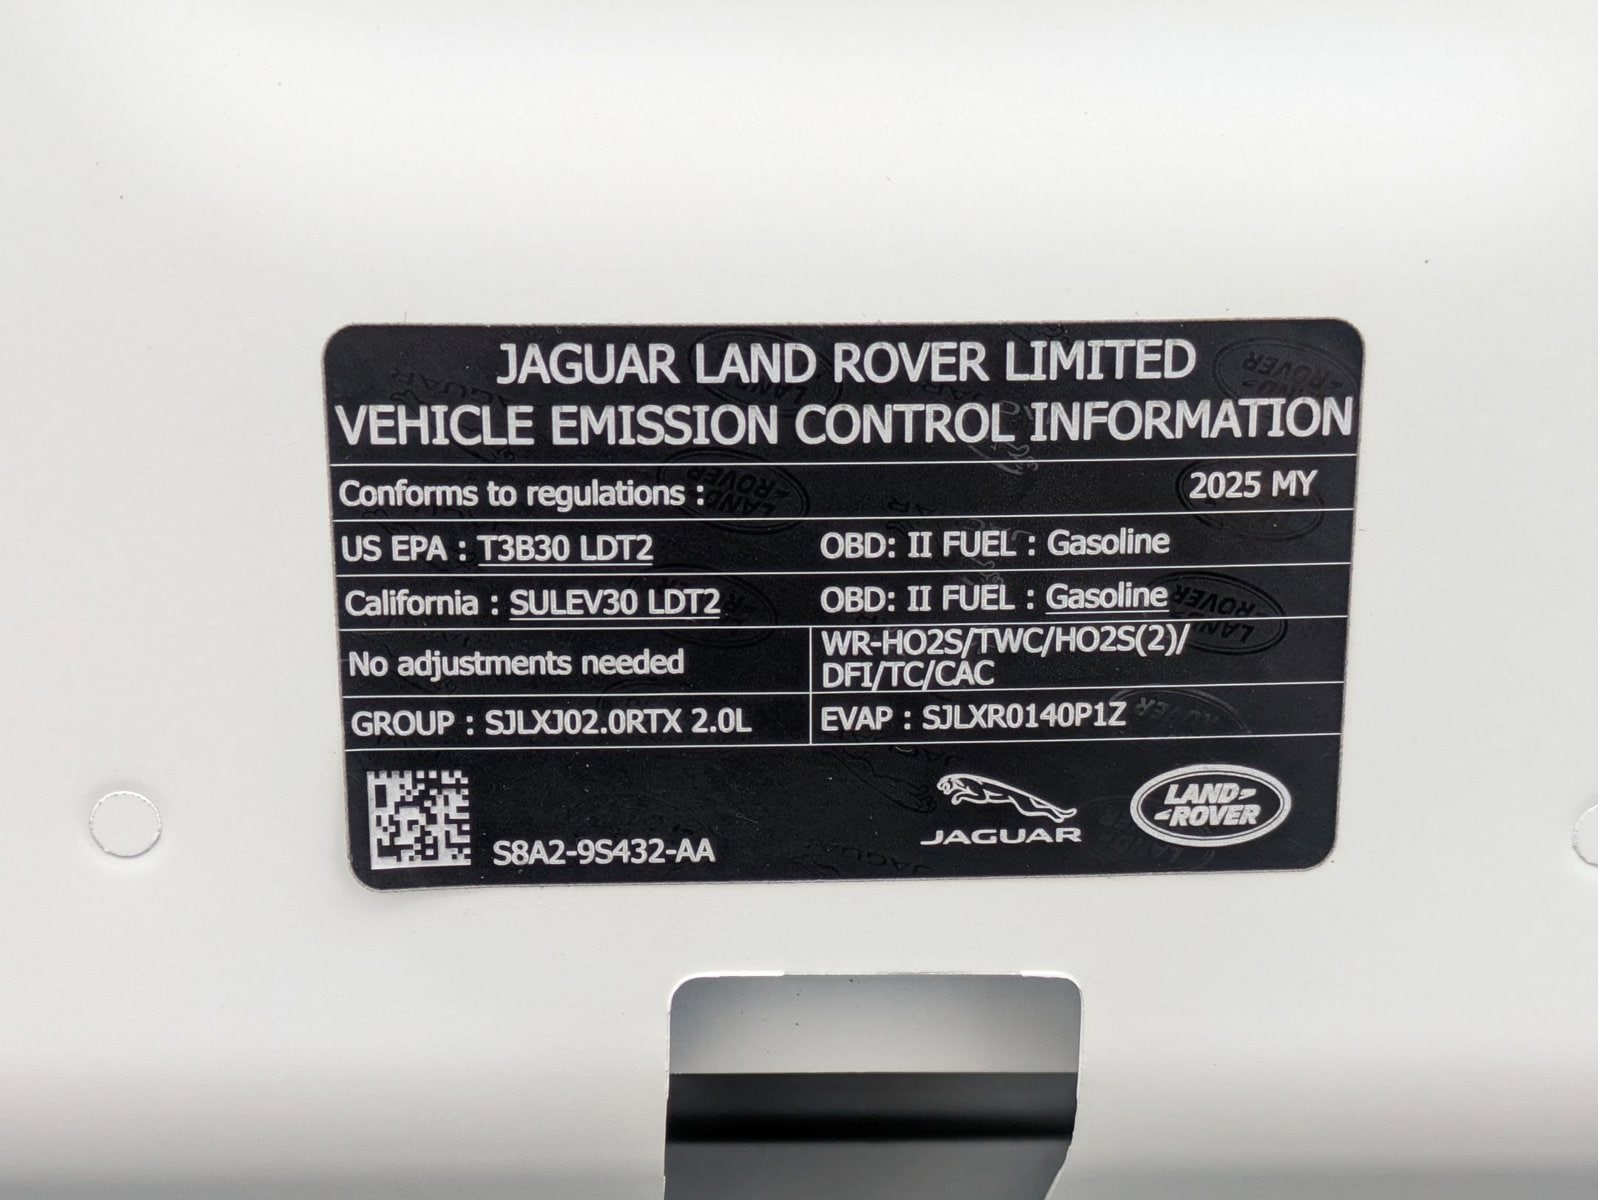 JAGUAR LAND ROVER LIMITED
VEHICLE EMISSION CONTROL INFORMATION
Conforms to regulations : 2025 MY
US EPA : T3B30 LDT2 OBD: II FUEL : Gasoline
California : SULEV30 LDT2 OBD: II FUEL : Gasoline
No adjustments needed
WR-HO2S/TWC/HO2S(2)/
DFI/TC/CAC
GROUP : SJLXJ02.0RTX 2.0L EVAP : SJLXR0140P1Z
S8A2-9S432-AA
JAGUAR
LAND-
-ROVER